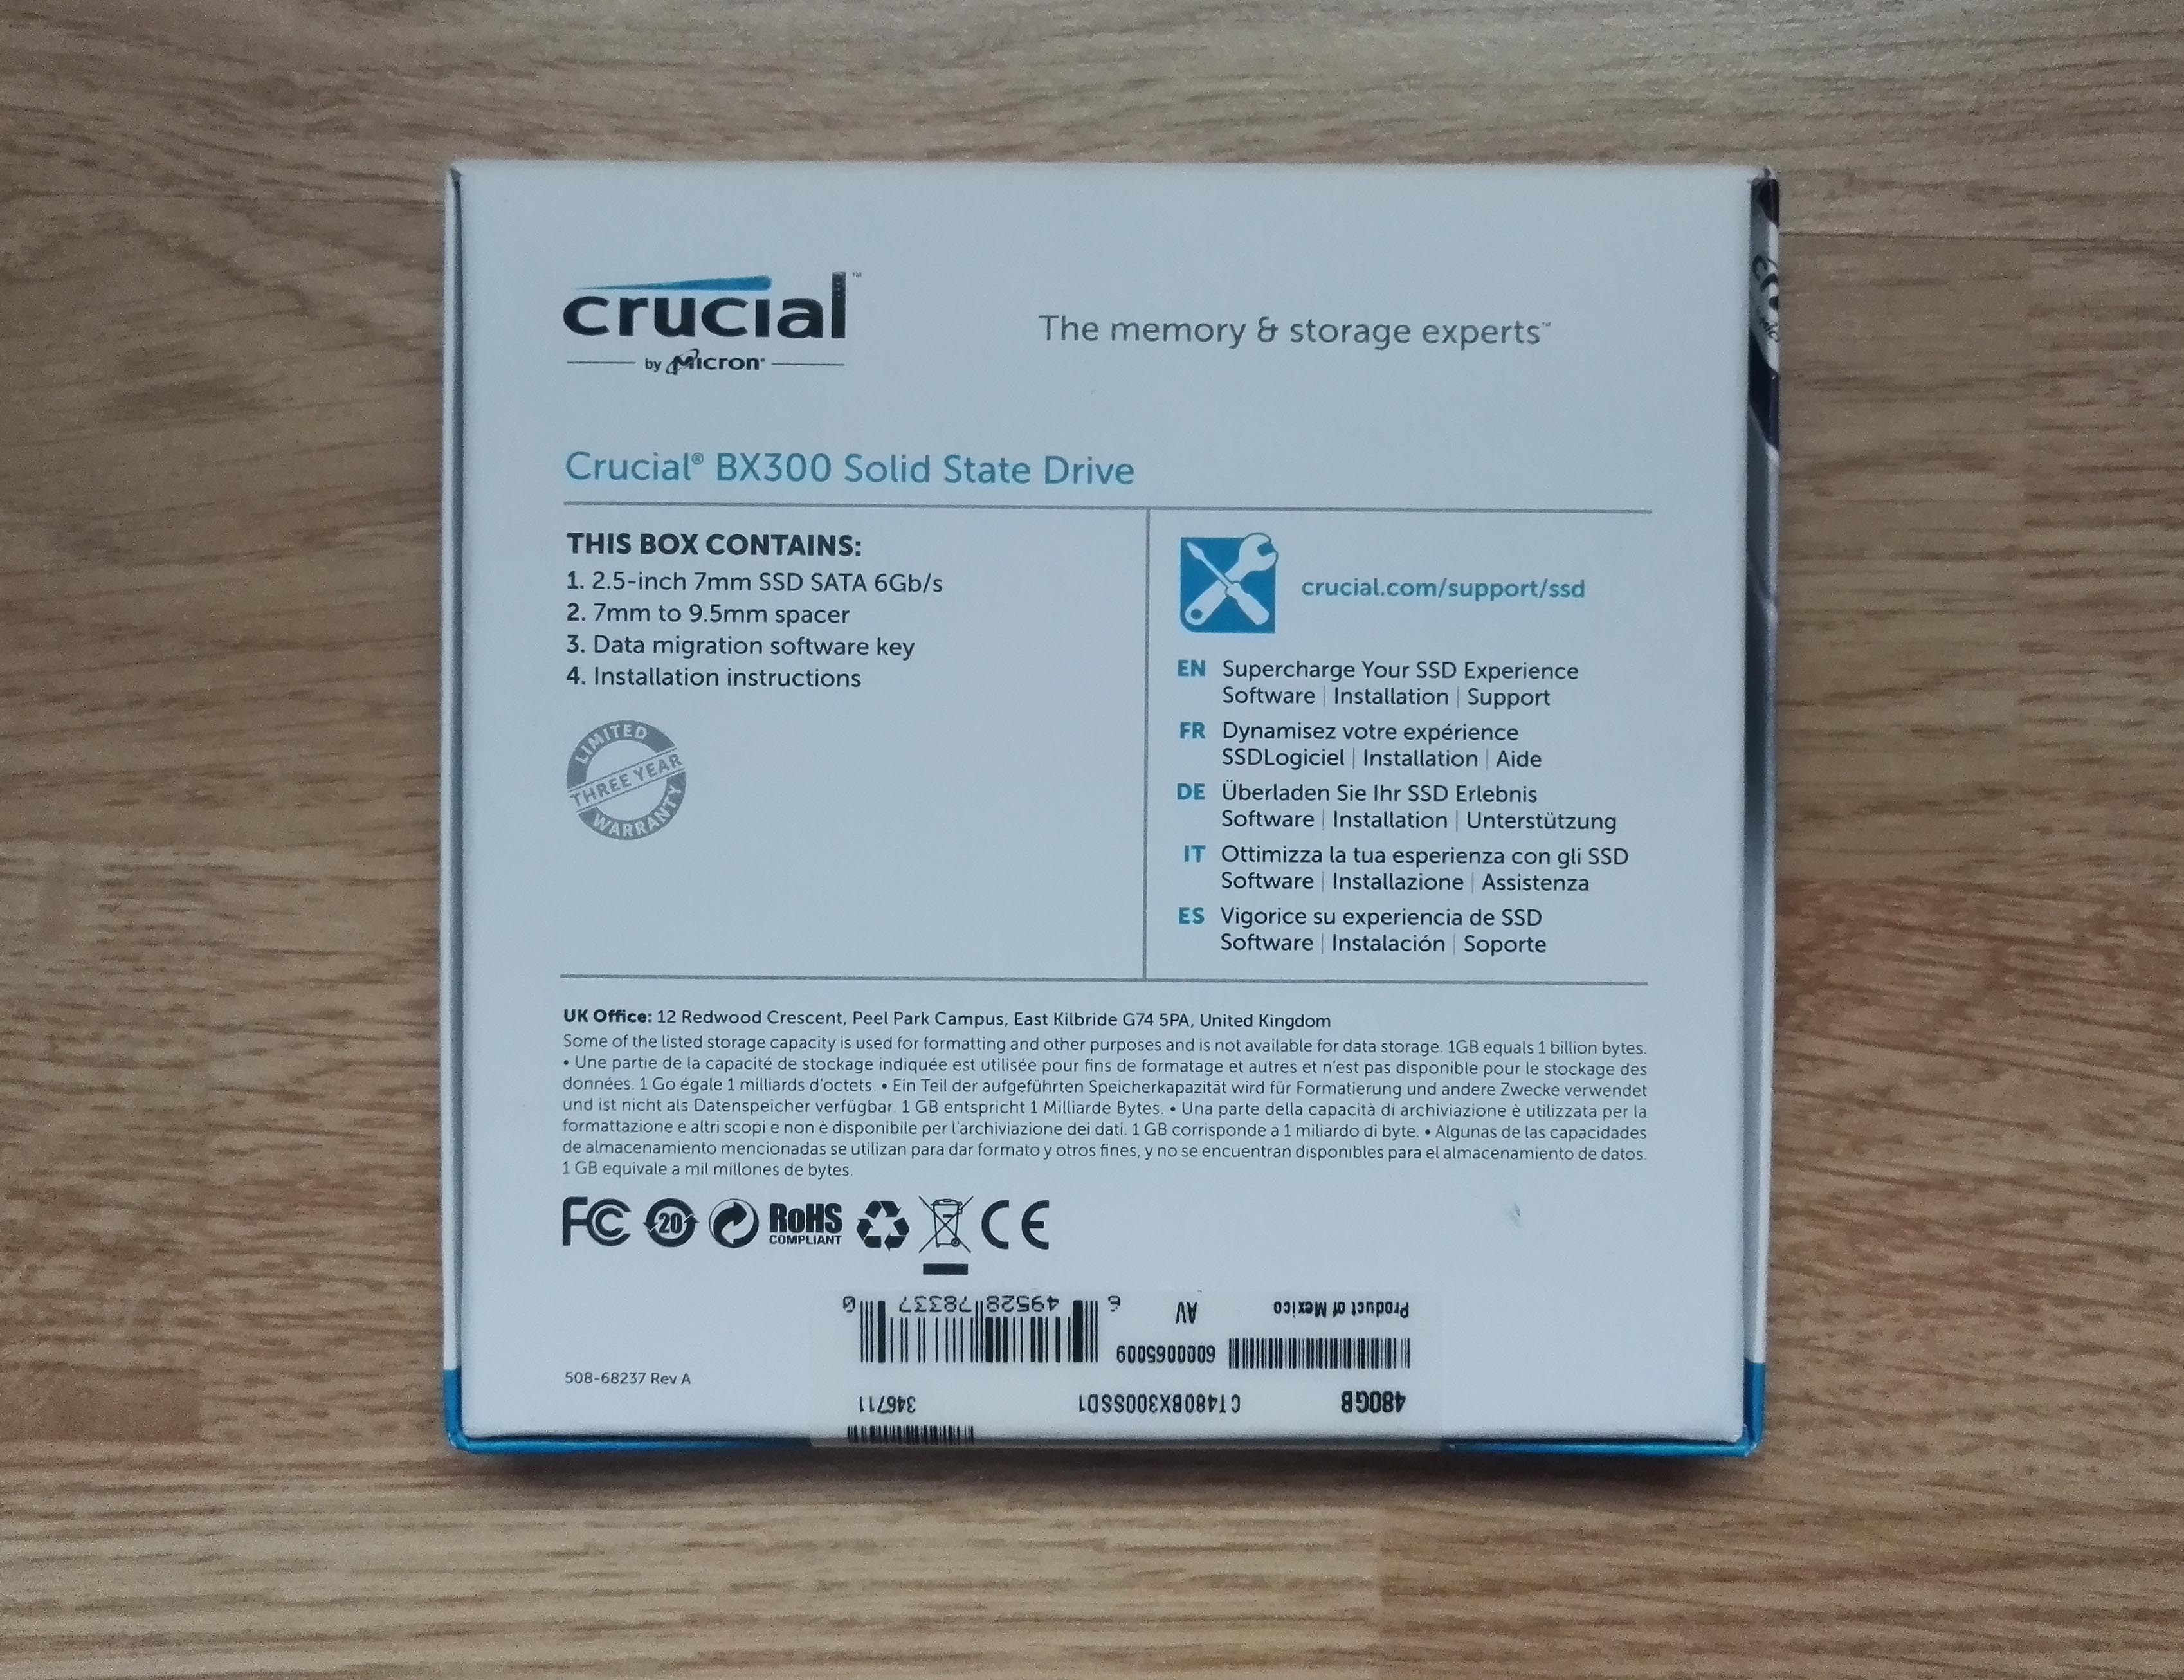 crucial™
by Micron®
The memory & storage experts™
Crucial® BX300 Solid State Drive
THIS BOX CONTAINS:
1. 2.5-inch 7mm SSD SATA 6Gb/s
2. 7mm to 9.5mm spacer
3. Data migration software key
4. Installation instructions
LIMITED
THREE YEAR
WARRANTY
crucial.com/support/ssd
EN Supercharge Your SSD Experience
Software | Installation | Support
FR Dynamisez votre expérience
SSDLogiciel | Installation | Aide
DE Überladen Sie Ihr SSD Erlebnis
Software | Installation | Unterstützung
IT Ottimizza la tua esperienza con gli SSD
Software | Installazione | Assistenza
ES Vigorice su experiencia de SSD
Software | Instalación | Soporte
UK Office: 12 Redwood Crescent, Peel Park Campus, East Kilbride G74 5PA, United Kingdom
Some of the listed storage capacity is used for formatting and other purposes and is not available for data storage. 1GB equals 1 billion bytes.
• Une partie de la capacité de stockage indiquée est utilisée pour fins de formatage et autres et n'est pas disponible pour le stockage des
données. 1 Go égale 1 milliards d'octets. • Ein Teil der aufgeführten Speicherkapazität wird für Formatierung und andere Zwecke verwendet
und ist nicht als Datenspeicher verfügbar. 1 GB entspricht 1 Milliarde Bytes. • Una parte della capacità di archiviazione è utilizzata per la
formattazione e altri scopi e non è disponibile per l'archiviazione dei dati. 1 GB corrisponde a 1 miliardo di byte. • Algunas de las capacidades
de almacenamiento mencionadas se utilizan para dar formato y otros fines, y no se encuentran disponibles para el almacenamiento de datos.
1 GB equivale a mil millones de bytes.
FC 20 RoHS CE
COMPLIANT
508-68237 Rev A
480GB CT480BX300SSD1 346711
6000065009
Product of Mexico AV 6 49528 78337 0